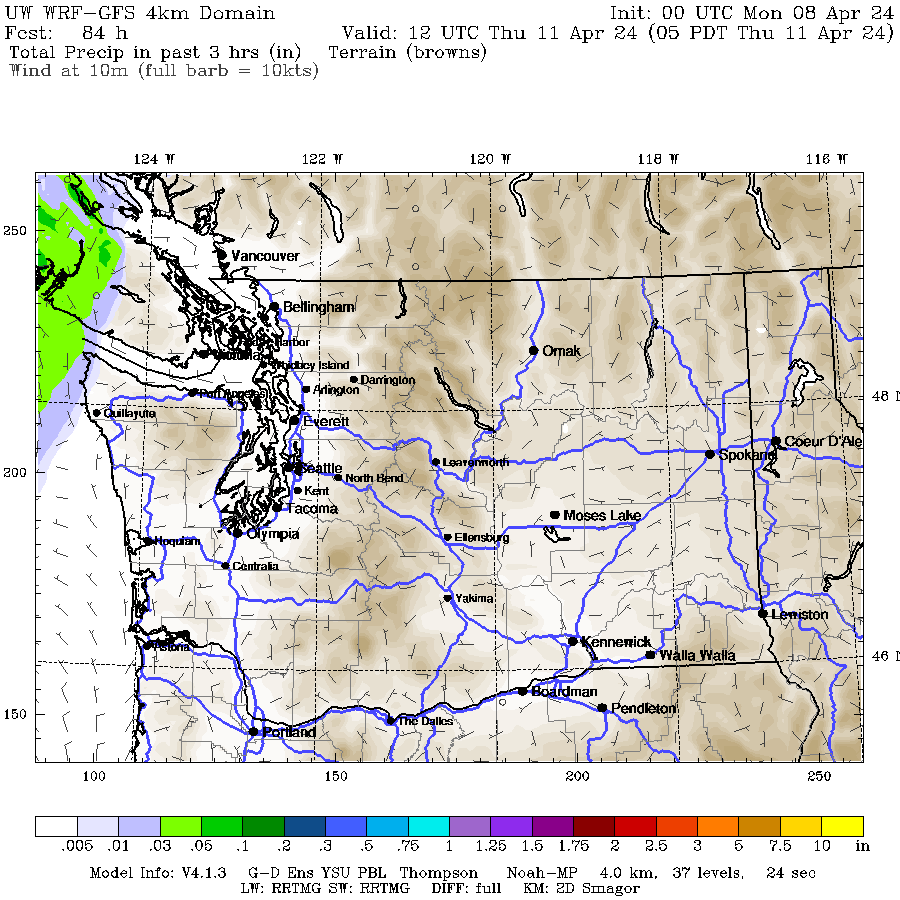 UW WRF-GFS 4km Domain Init: 00 UTC Mon 08 Apr 24
Fcst: 84 h Valid: 12 UTC Thu 11 Apr 24 (05 PDT Thu 11 Apr 24)
Total Precip in past 3 hrs (in) Terrain (browns)
Wind at 10m (full barb = 10kts)
124 W 122 W 120 W 118 W 116 W
250
Vancouver
Bellingham
Harbor
Omak
Whidbey Island
Darrington
Arlington
Port Angeles
48 N
Quillayute
Everett
Coeur D'Ale
Spokane
Leavenworth
200
Seattle
North Bend
Kent
Tacoma
Moses Lake
Olympia
Ellensburg
Hoquiam
Centralia
Yakima
Lewiston
Kennewick
Astoria
Walla Walla
46 N
Boardman
Pendleton
150
The Dalles
Portland
100 150 200 250
.005 .01 .03 .05 .1 .2 .3 .5 .75 1 1.25 1.5 1.75 2 2.5 3 5 7.5 10 in
Model Info: V4.1.3 G-D Ens YSU PBL Thompson Noah-MP 4.0 km, 37 levels, 24 sec
LW: RRTMG SW: RRTMG DIFF: full KM: 2D Smagor